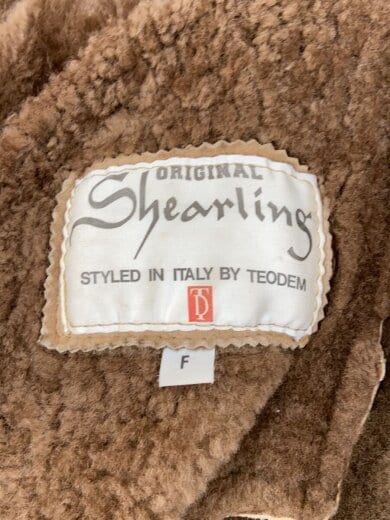 ORIGINAL
Shearling
STYLED IN ITALY BY TEODEM
TD
F